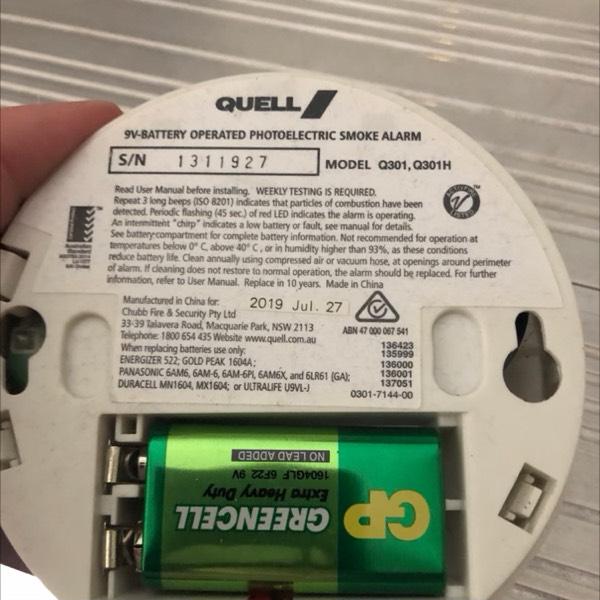 QUELL
9V-BATTERY OPERATED PHOTOELECTRIC SMOKE ALARM
S/N 1311927 MODEL Q301, Q301H
Read User Manual before installing. WEEKLY TESTING IS REQUIRED.
Repeat 3 long beeps (ISO 8201) indicates that particles of combustion have been
detected. Periodic flashing (45 sec.) of red LED indicates the alarm is operating.
An intermittent "chirp" indicates a low battery or fault, see manual for details.
See battery compartment for complete battery information. Not recommended for operation at
temperatures below 0° C, above 40° C, or in humidity higher than 93%, as these conditions
reduce battery life. Clean annually using compressed air or vacuum hose, at openings around perimeter
of alarm. If cleaning does not restore to normal operation, the alarm should be replaced. For further
information, refer to User Manual. Replace in 10 years. Made in China
Manufactured in China for: 2019 Jul. 27
Chubb Fire & Security Pty Ltd
33-39 Talavera Road, Macquarie Park, NSW 2113 ABN 47 000 067 541
Telephone: 1800 654 435 Website www.quell.com.au
When replacing batteries use only: 136423
ENERGIZER 522; GOLD PEAK 1604A; 135999
PANASONIC 6AM6, 6AM-6, 6AM-6PI, 6AM6X, and 6LR61 (GA); 136000
DURACELL MN1604, MX1604; or ULTRALIFE U9VL-J 136001
137051
0301-7144-00
GP
GREENCELL
Extra Heavy Duty
1604GLF 6F22 9V
NO LEAD ADDED